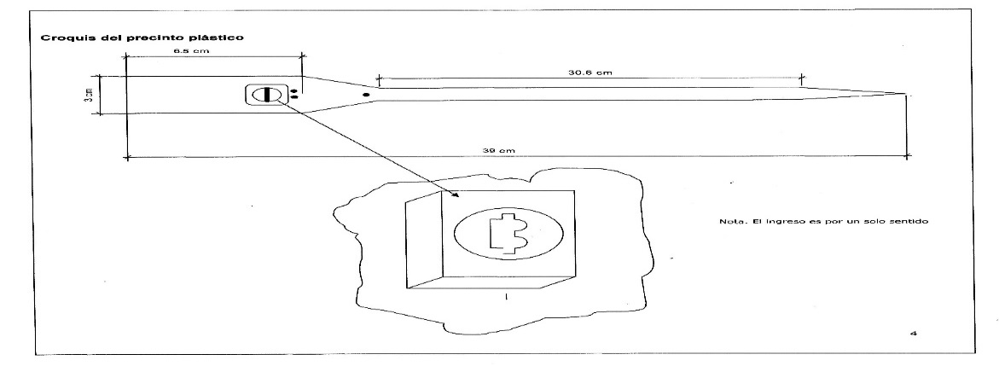 Croquis del precinto plástico
6.5 cm
30.6 cm
3 cm
39 cm
Nota. El ingreso es por un solo sentido
4